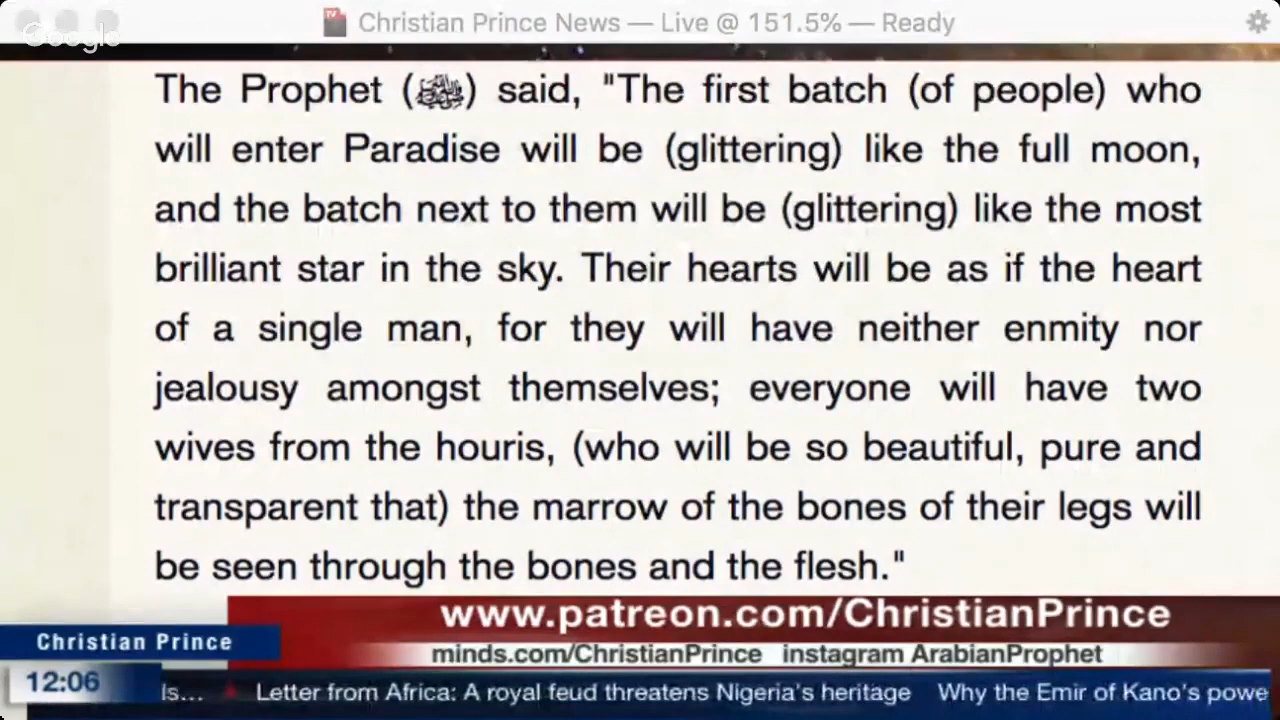 Christian Prince News — Live @ 151.5% — Ready
Google
The Prophet (ﷺ) said, "The first batch (of people) who
will enter Paradise will be (glittering) like the full moon,
and the batch next to them will be (glittering) like the most
brilliant star in the sky. Their hearts will be as if the heart
of a single man, for they will have neither enmity nor
jealousy amongst themselves; everyone will have two
wives from the houris, (who will be so beautiful, pure and
transparent that) the marrow of the bones of their legs will
be seen through the bones and the flesh."
www.patreon.com/ChristianPrince
Christian Prince
minds.com/ChristianPrince instagram ArabianProphet
12:06
Is... Letter from Africa: A royal feud threatens Nigeria's heritage Why the Emir of Kano's powe